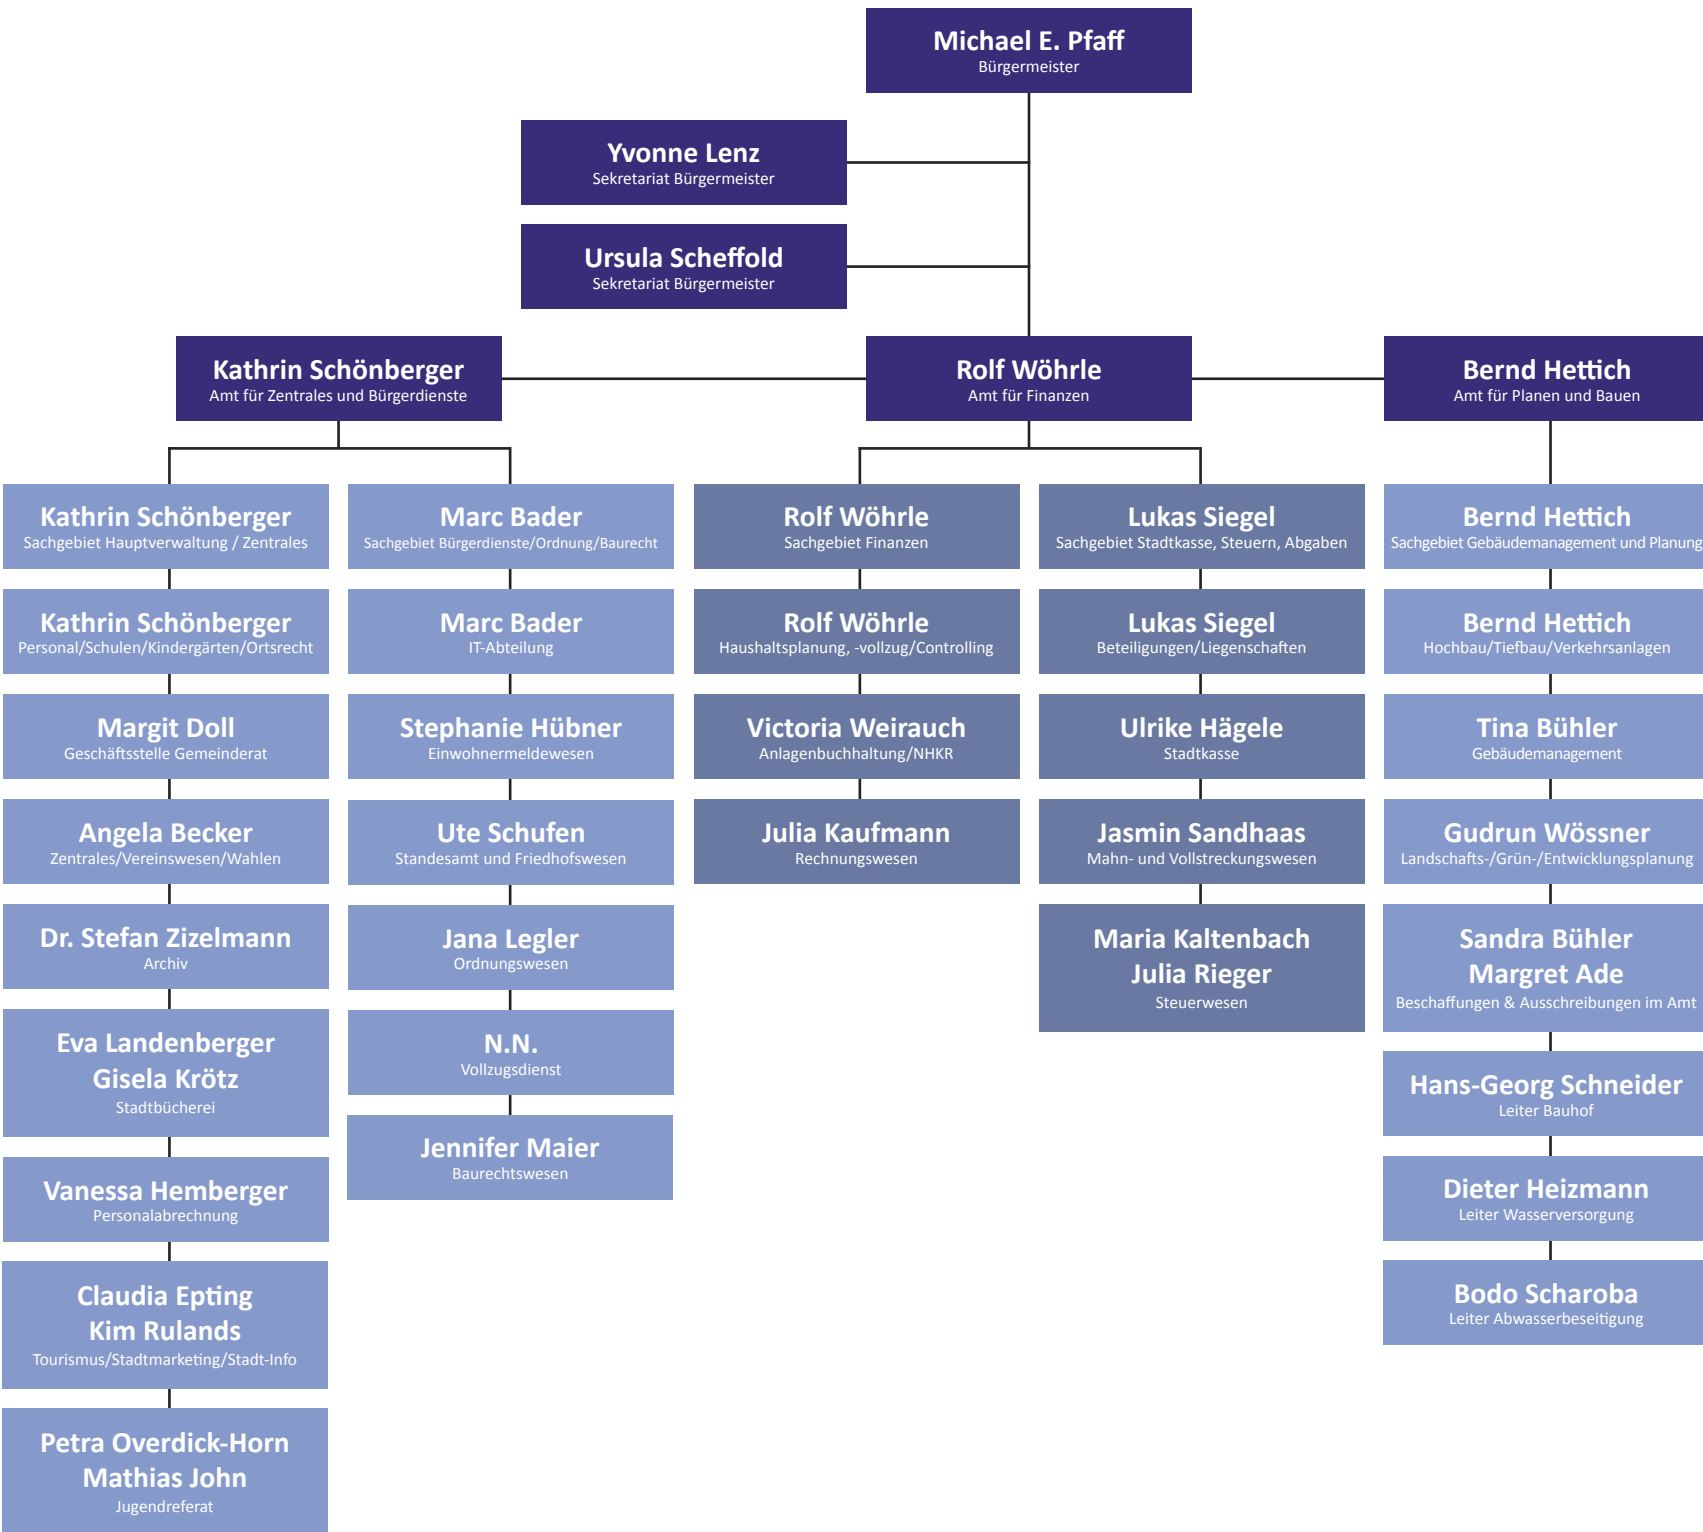 Michael E. Pfaff
Bürgermeister
Yvonne Lenz
Sekretariat Bürgermeister
Ursula Scheffold
Sekretariat Bürgermeister
Kathrin Schönberger
Amt für Zentrales und Bürgerdienste
Rolf Wöhrle
Amt für Finanzen
Bernd Hettich
Amt für Planen und Bauen
Kathrin Schönberger
Sachgebiet Hauptverwaltung / Zentrales
Kathrin Schönberger
Personal/Schulen/Kindergärten/Ortsrecht
Margit Doll
Geschäftsstelle Gemeinderat
Angela Becker
Zentrales/Vereinswesen/Wahlen
Dr. Stefan Zizelmann
Archiv
Eva Landenberger
Gisela Krötz
Stadtbücherei
Vanessa Hemberger
Personalabrechnung
Claudia Epting
Kim Rulands
Tourismus/Stadtmarketing/Stadt-Info
Petra Overdick-Horn
Mathias John
Jugendreferat
Marc Bader
Sachgebiet Bürgerdienste/Ordnung/Baurecht
Marc Bader
IT-Abteilung
Stephanie Hübner
Einwohnermeldewesen
Ute Schufen
Standesamt und Friedhofswesen
Jana Legler
Ordnungswesen
N.N.
Vollzugsdienst
Jennifer Maier
Baurechtswesen
Rolf Wöhrle
Sachgebiet Finanzen
Rolf Wöhrle
Haushaltsplanung, -vollzug/Controlling
Victoria Weirauch
Anlagenbuchhaltung/NHKR
Julia Kaufmann
Rechnungswesen
Lukas Siegel
Sachgebiet Stadtkasse, Steuern, Abgaben
Lukas Siegel
Beteiligungen/Liegenschaften
Ulrike Hägele
Stadtkasse
Jasmin Sandhaas
Mahn- und Vollstreckungswesen
Maria Kaltenbach
Julia Rieger
Steuerwesen
Bernd Hettich
Sachgebiet Gebäudemanagement und Planung
Bernd Hettich
Hochbau/Tiefbau/Verkehrsanlagen
Tina Bühler
Gebäudemanagement
Gudrun Wössner
Landschafts-/Grün-/Entwicklungsplanung
Sandra Bühler
Margret Ade
Beschaffungen & Ausschreibungen im Amt
Hans-Georg Schneider
Leiter Bauhof
Dieter Heizmann
Leiter Wasserversorgung
Bodo Scharoba
Leiter Abwasserbeseitigung